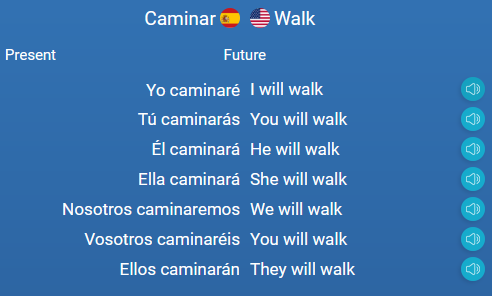 Caminar Walk
Present Future
Yo caminaré I will walk
Tú caminarás You will walk
Él caminará He will walk
Ella caminará She will walk
Nosotros caminaremos We will walk
Vosotros caminaréis You will walk
Ellos caminarán They will walk